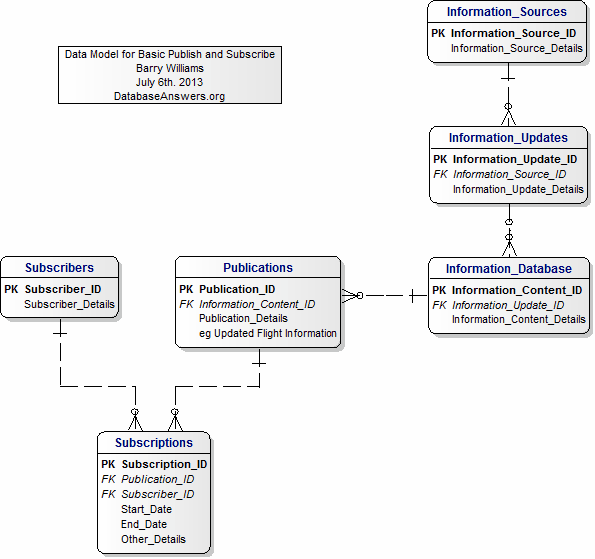 Information_Sources
PK Information_Source_ID
Information_Source_Details
Data Model for Basic Publish and Subscribe
Barry Williams
July 6th. 2013
DatabaseAnswers.org
Information_Updates
PK Information_Update_ID
FK Information_Source_ID
Information_Update_Details
Subscribers
PK Subscriber_ID
Subscriber_Details
Publications
PK Publication_ID
FK Information_Content_ID
Publication_Details
eg Updated Flight Information
Information_Database
PK Information_Content_ID
FK Information_Update_ID
Information_Content_Details
Subscriptions
PK Subscription_ID
FK Publication_ID
FK Subscriber_ID
Start_Date
End_Date
Other_Details